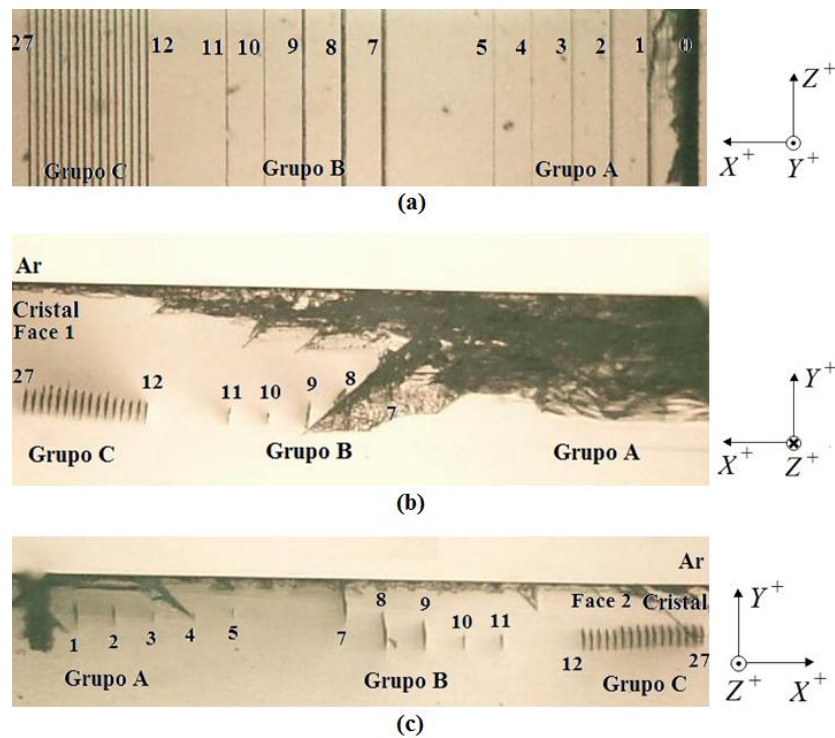 27 12 11 10 9 8 7 5 4 3 2 1 0
Grupo C Grupo B Grupo A
Z+
X+ Y+
(a)
Ar
Cristal
Face 1
27 12 11 10 9 8 7
Grupo C Grupo B Grupo A
Y+
X+ Z+
(b)
Ar
Face 2 Cristal
1 2 3 4 5 7 8 9 10 11 12 27
Grupo A Grupo B Grupo C
Y+
Z+ X+
(c)